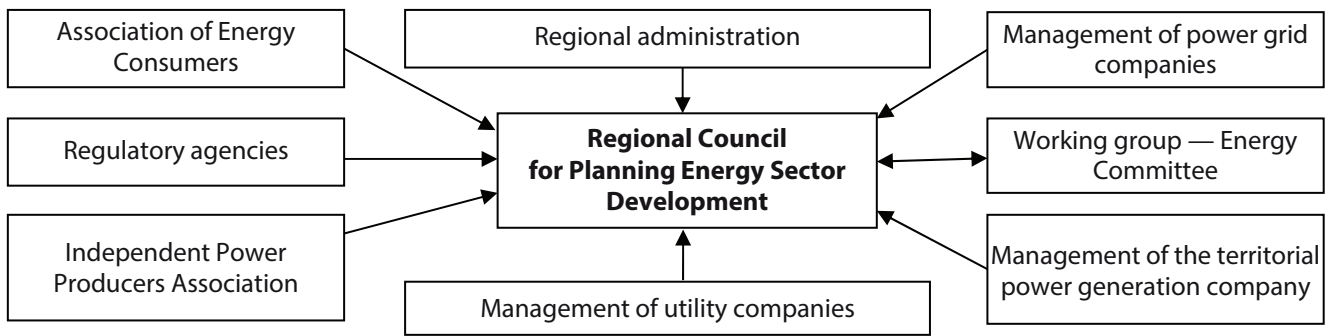 Association of Energy
Consumers
Regional administration
Management of power grid
companies
Regulatory agencies
Regional Council
for Planning Energy Sector
Development
Working group — Energy
Committee
Independent Power
Producers Association
Management of utility companies
Management of the territorial
power generation company